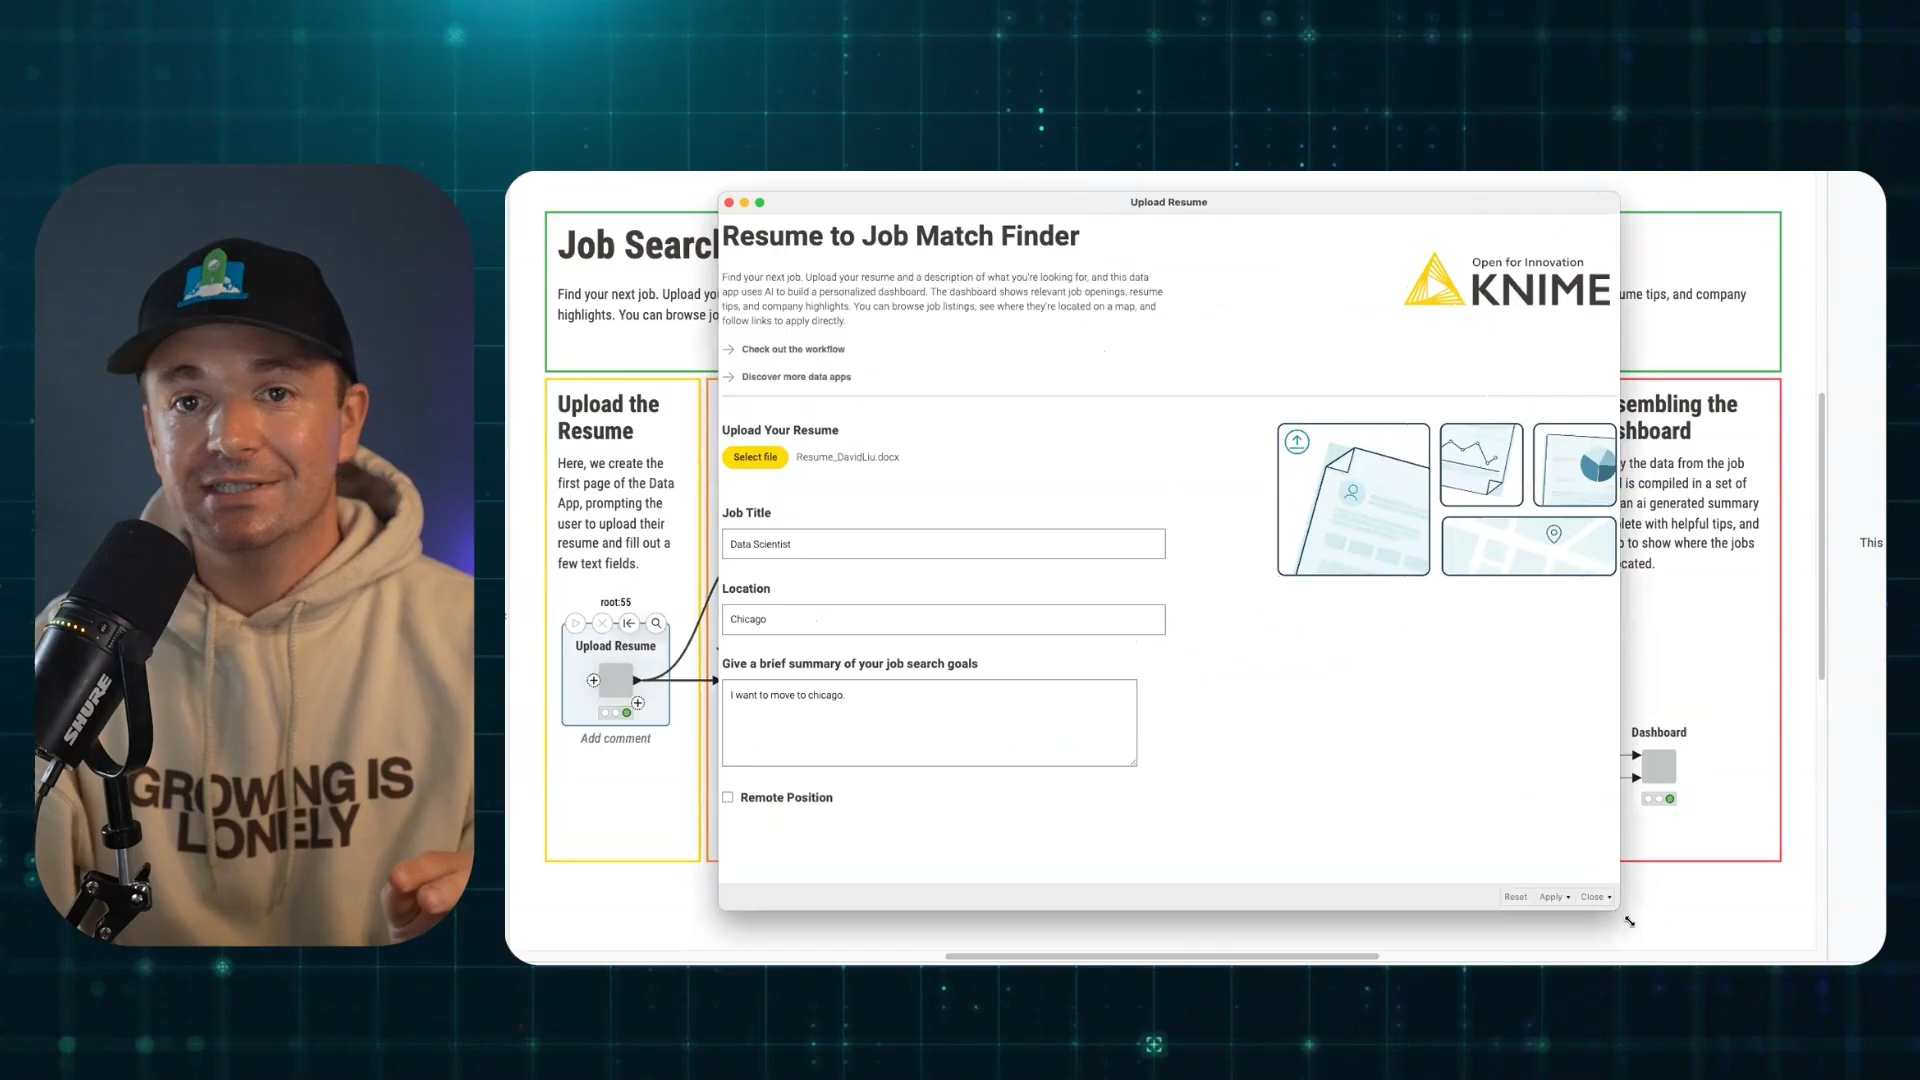 GROWING IS
LONELY
SHURE
Job Search
Find your next job. Upload yo
highlights. You can browse jo
ume tips, and company
Upload the
Resume
Here, we create the
first page of the Data
App, prompting the
user to upload their
resume and fill out a
few text fields.
root:55
Upload Resume
Add comment
Upload Resume
Resume to Job Match Finder
Find your next job. Upload your resume and a description of what you're looking for, and this data
app uses AI to build a personalized dashboard. The dashboard shows relevant job openings, resume
tips, and company highlights. You can browse job listings, see where they're located on a map, and
follow links to apply directly.
Check out the workflow
Discover more data apps
Open for Innovation
KNIME
Upload Your Resume
Select file
Resume_DavidLiu.docx
Job Title
Data Scientist
Location
Chicago
Give a brief summary of your job search goals
I want to move to chicago.
Remote Position
Reset
Apply
Close
sembling the
shboard
y the data from the job
is compiled in a set of
an ai generated summary
lete with helpful tips, and
to show where the jobs
cated.
Dashboard
This